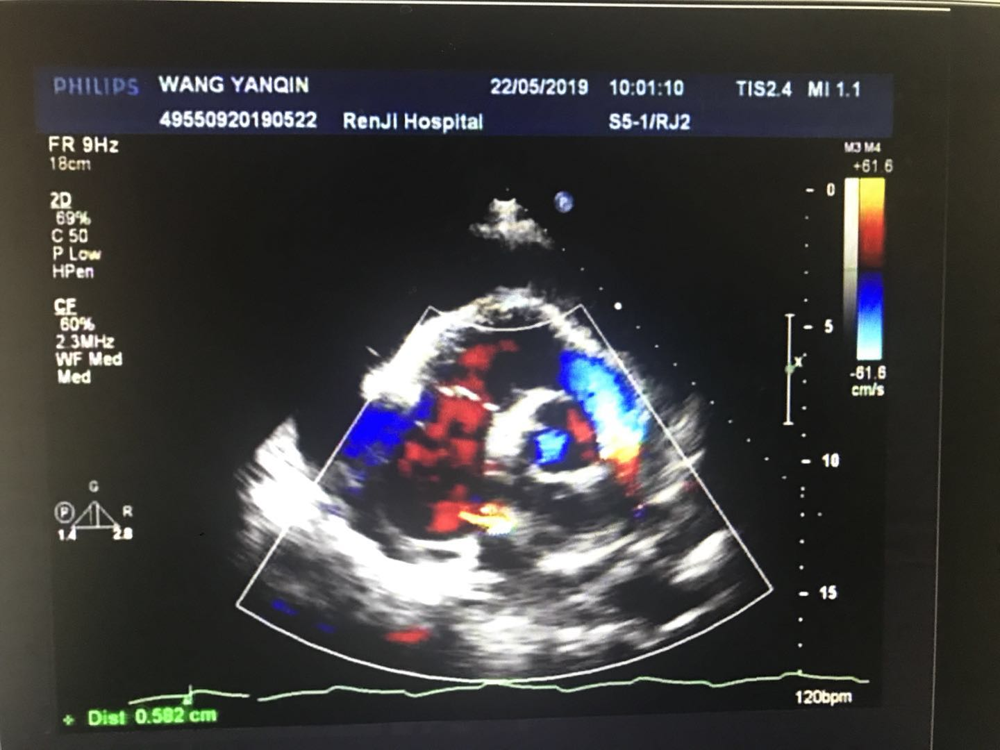 PHILIPS WANG YANQIN 22/05/2019 10:01:10 TIS2.4 MI 1.1
49550920190522 RenJi Hospital S5-1/RJ2
FR 9Hz
18cm
2D
69%
C 50
P Low
HPen
CF
60%
2.3MHz
WF Med
Med
M3 M4
+61.6
-61.6
cm/s
0
5
x
10
15
P
G
P R
1.4 2.8
120bpm
+ Dist 0.582 cm